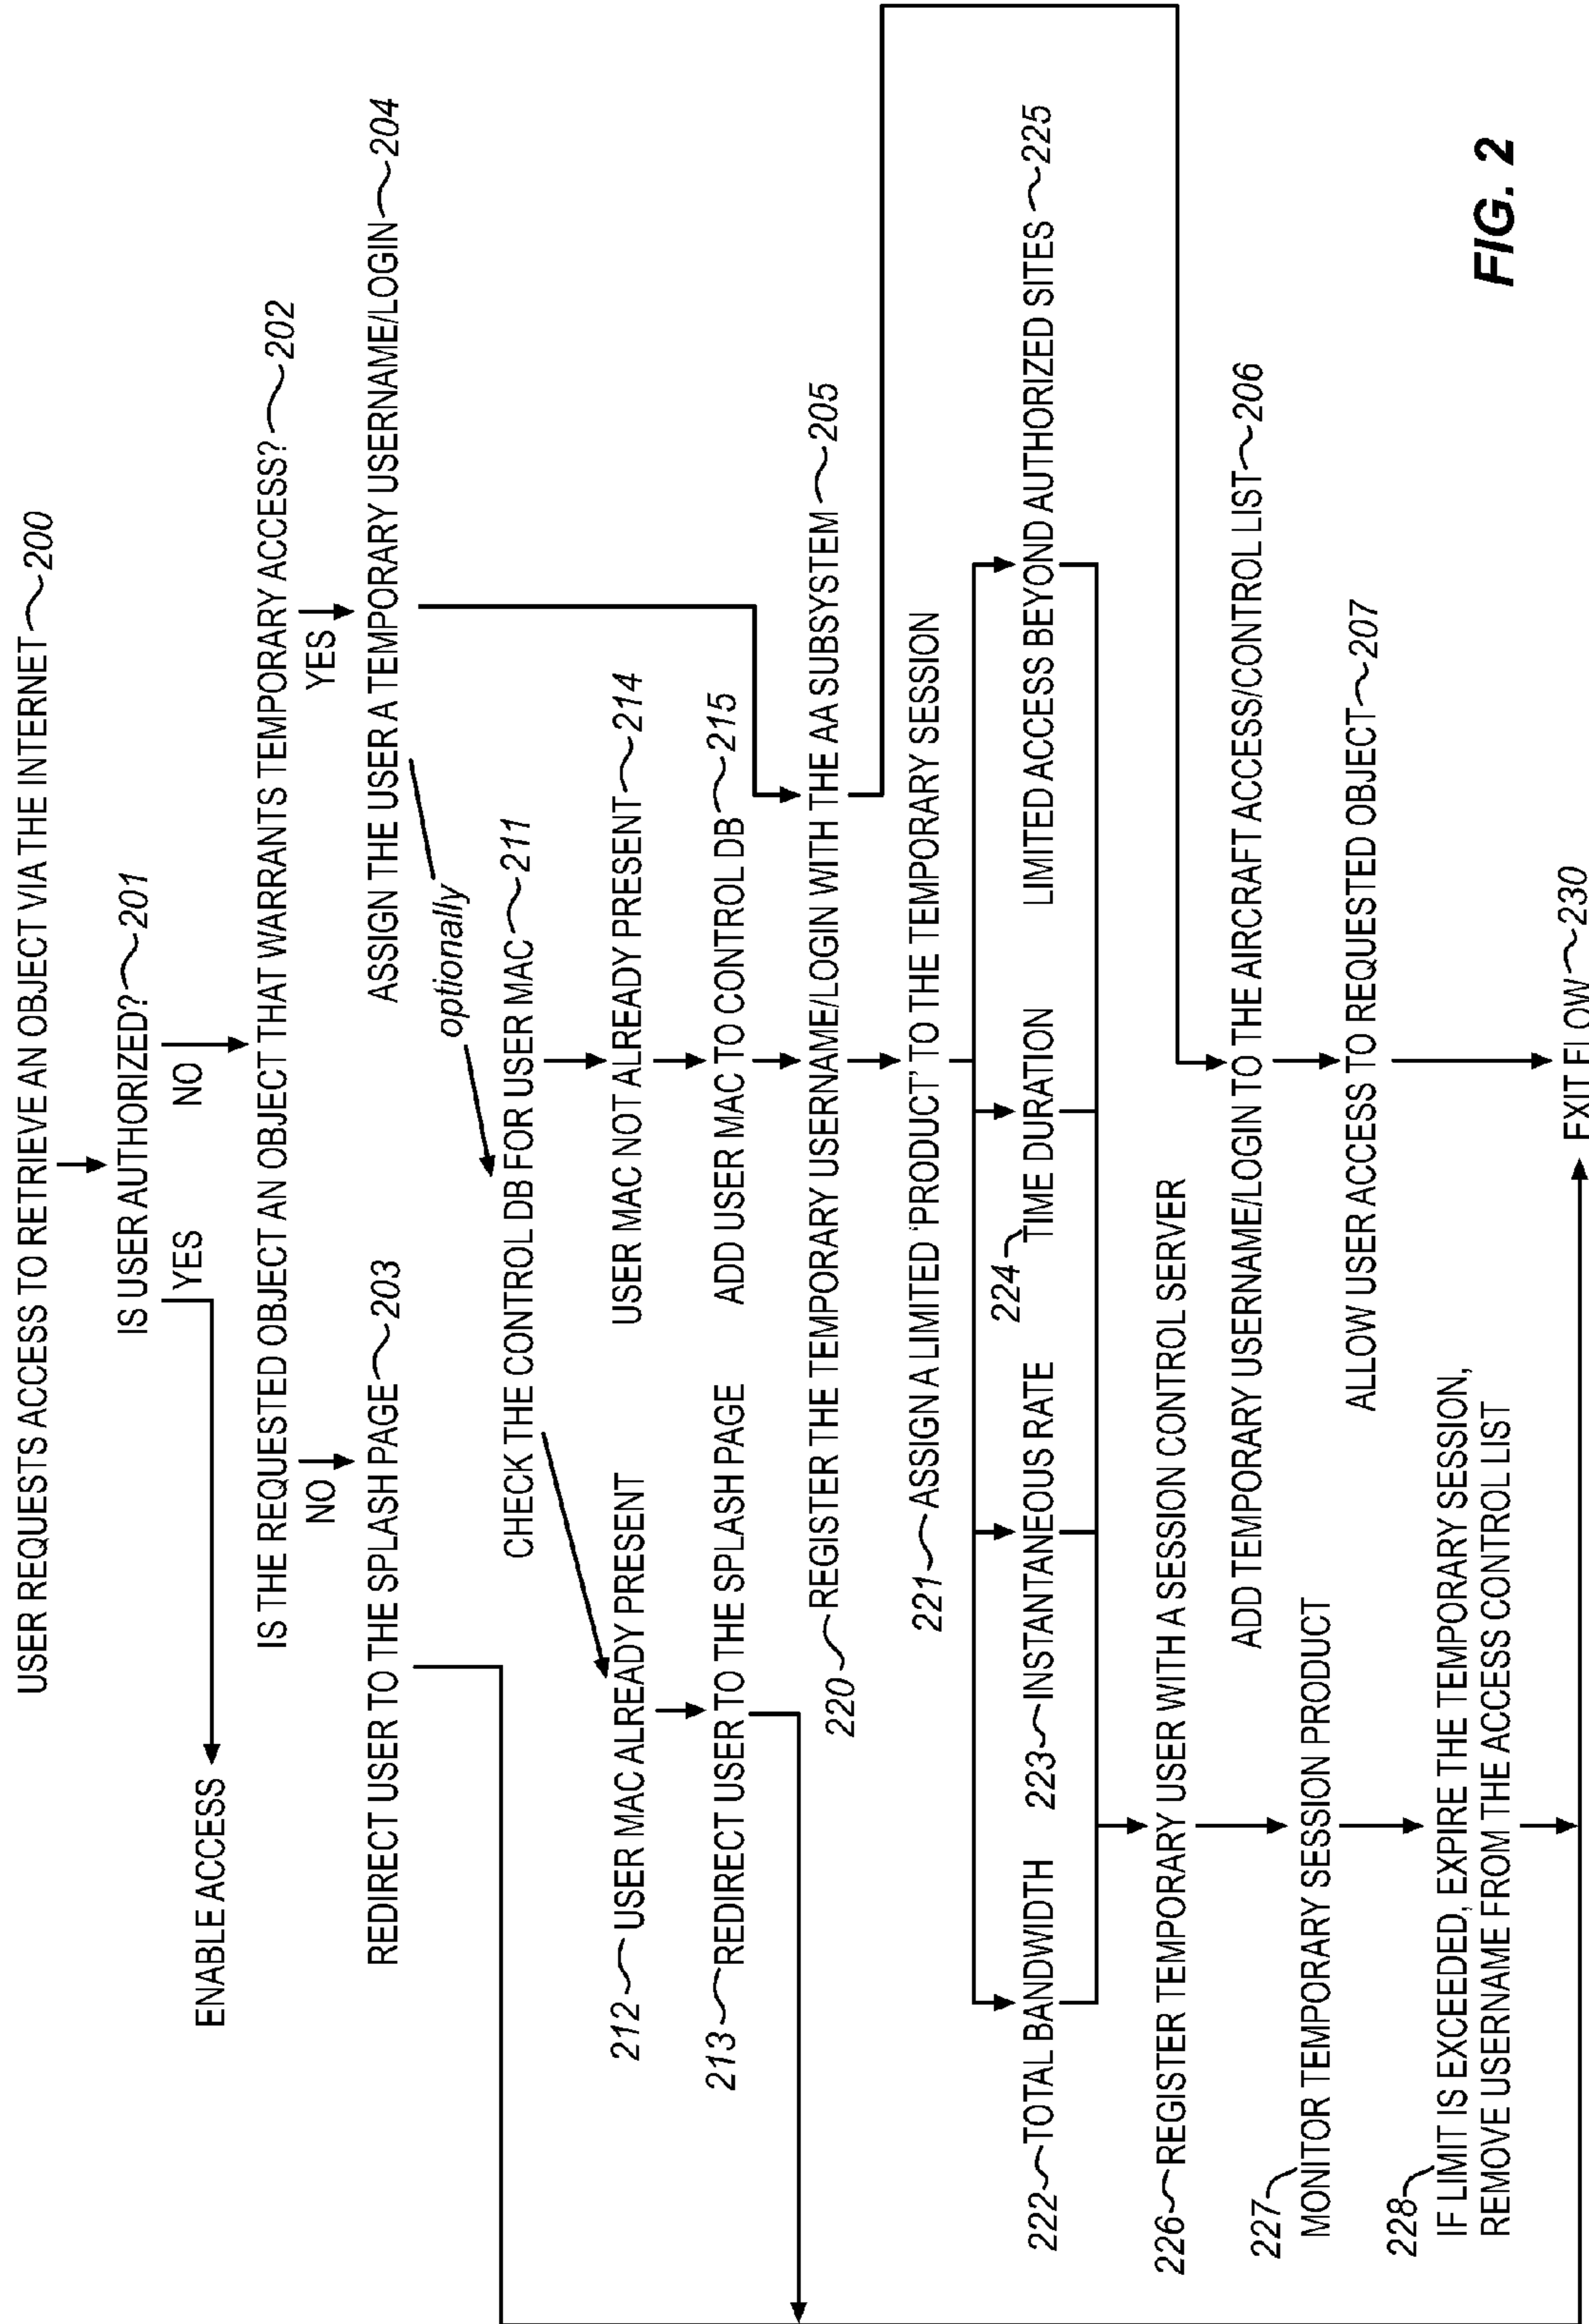 USER REQUESTS ACCESS TO RETRIEVE AN OBJECT VIA THE INTERNET 200
IS USER AUTHORIZED? 201
YES
NO
ENABLE ACCESS
IS THE REQUESTED OBJECT AN OBJECT THAT WARRANTS TEMPORARY ACCESS? 202
NO
YES
REDIRECT USER TO THE SPLASH PAGE 203
ASSIGN THE USER A TEMPORARY USERNAME/LOGIN 204
optionally
CHECK THE CONTROL DB FOR USER MAC 211
212 USER MAC ALREADY PRESENT
USER MAC NOT ALREADY PRESENT 214
213 REDIRECT USER TO THE SPLASH PAGE
ADD USER MAC TO CONTROL DB 215
220 REGISTER THE TEMPORARY USERNAME/LOGIN WITH THE AA SUBSYSTEM 205
221 ASSIGN A LIMITED 'PRODUCT' TO THE TEMPORARY SESSION
222 TOTAL BANDWIDTH
223 INSTANTANEOUS RATE
224 TIME DURATION
LIMITED ACCESS BEYOND AUTHORIZED SITES 225
226 REGISTER TEMPORARY USER WITH A SESSION CONTROL SERVER
ADD TEMPORARY USERNAME/LOGIN TO THE AIRCRAFT ACCESS/CONTROL LIST 206
227
MONITOR TEMPORARY SESSION PRODUCT
ALLOW USER ACCESS TO REQUESTED OBJECT 207
228
IF LIMIT IS EXCEEDED, EXPIRE THE TEMPORARY SESSION,
REMOVE USERNAME FROM THE ACCESS CONTROL LIST
EXIT FLOW 230
FIG. 2